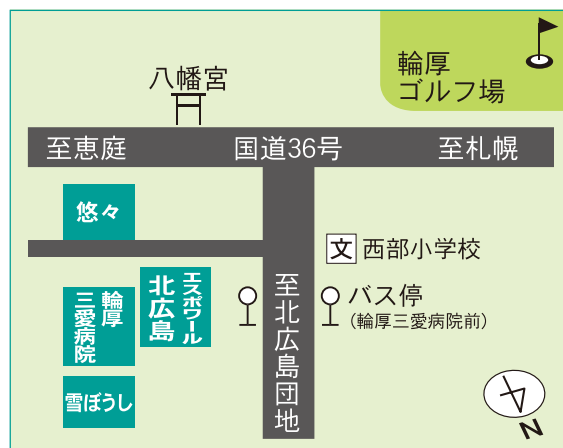 輪厚
ゴルフ場
八幡宮
至恵庭
国道36号
至札幌
悠々
文 西部小学校
エスポワール
北広島
輪厚
三愛病院
至北広島団地
バス停
(輪厚三愛病院前)
雪ぼうし
N